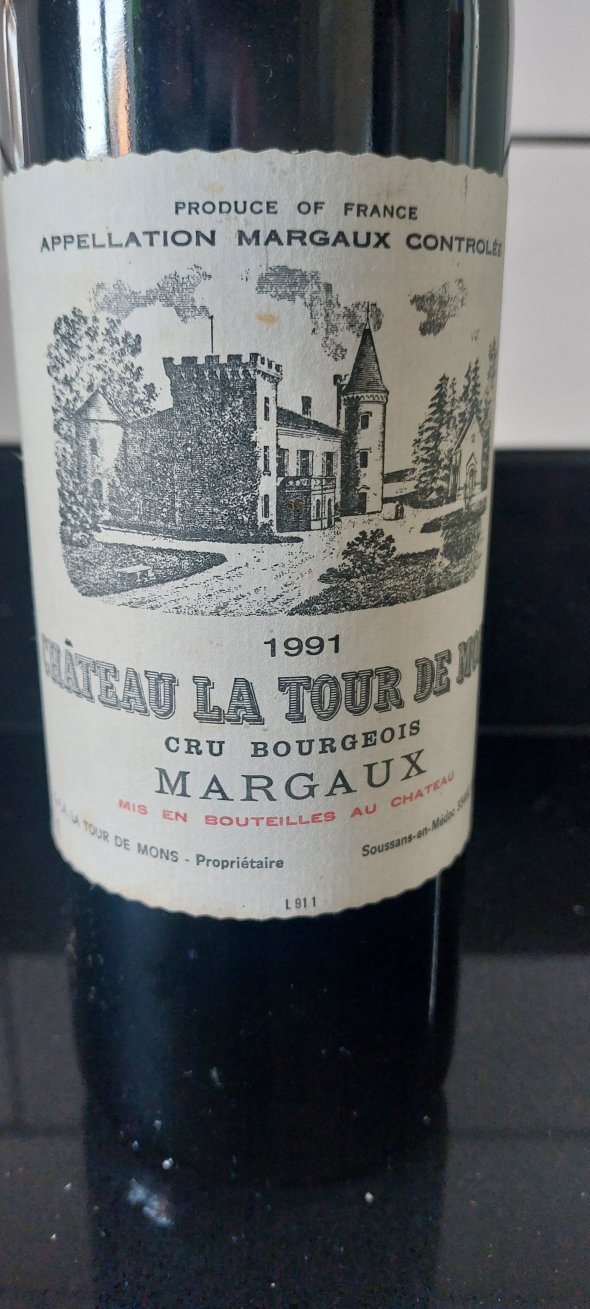 PRODUCE OF FRANCE
APPELLATION MARGAUX CONTROLÉE
1991
CHÂTEAU LA TOUR DE
CRU BOURGEOIS
MARGAUX
MIS EN BOUTEILLES AU CHATEAU
LA TOUR DE MONS - Propriétaire
Soussans-en-Médoc
L911